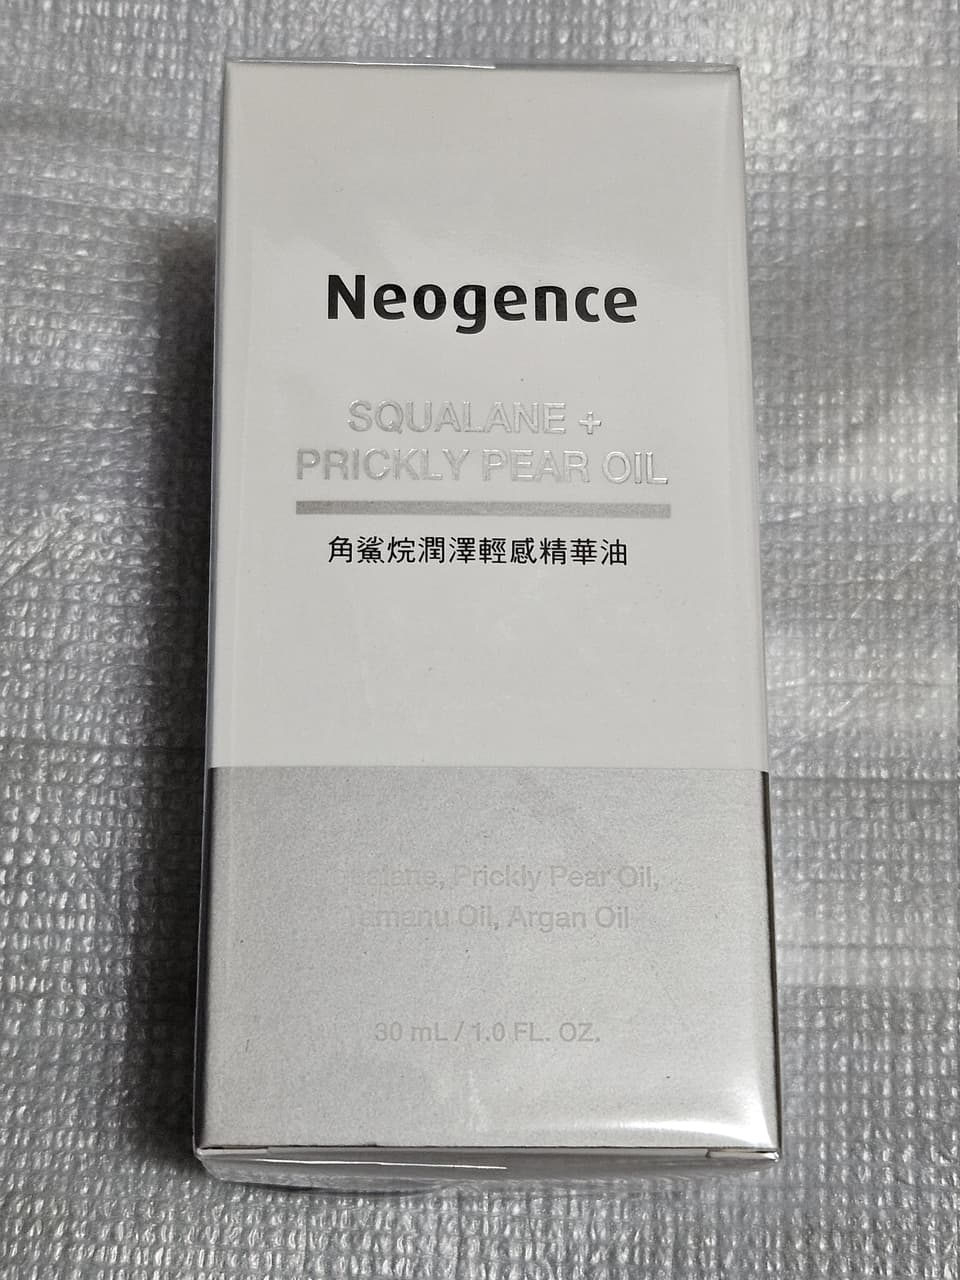 Neogence
SQUALANE +
PRICKLY PEAR OIL
角鯊烷潤澤輕感精華油
Prickly Pear Oil,
Tamanu Oil, Argan Oil
30 mL / 1.0 FL. OZ.